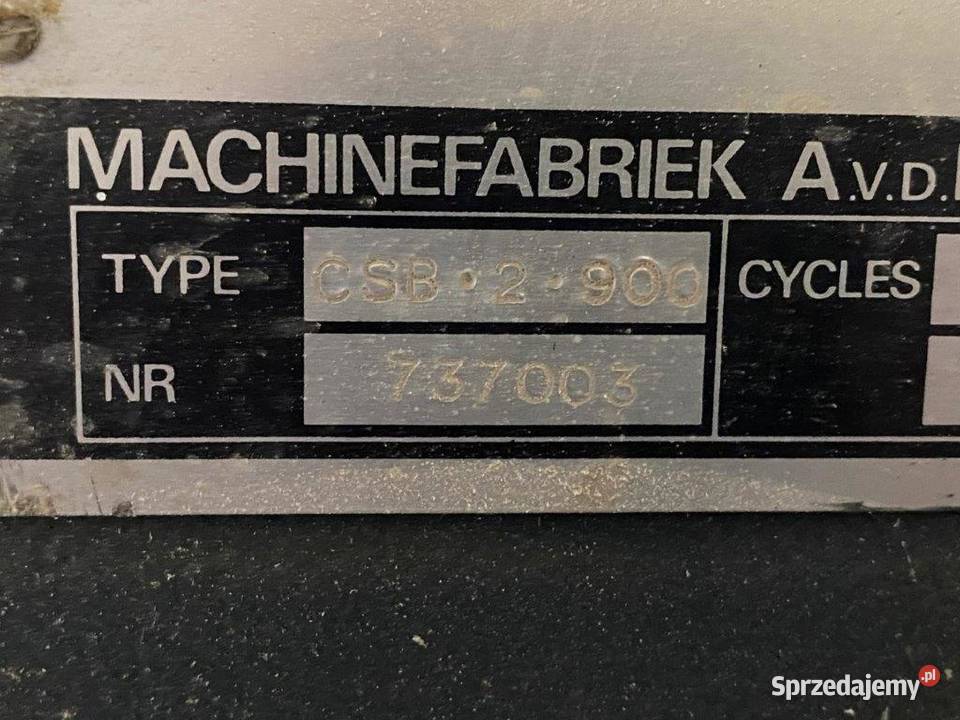 MACHINEFABRIEK A.V.D.
TYPE CSB·2·900 CYCLES
NR 737003
Sprzedajemy.pl